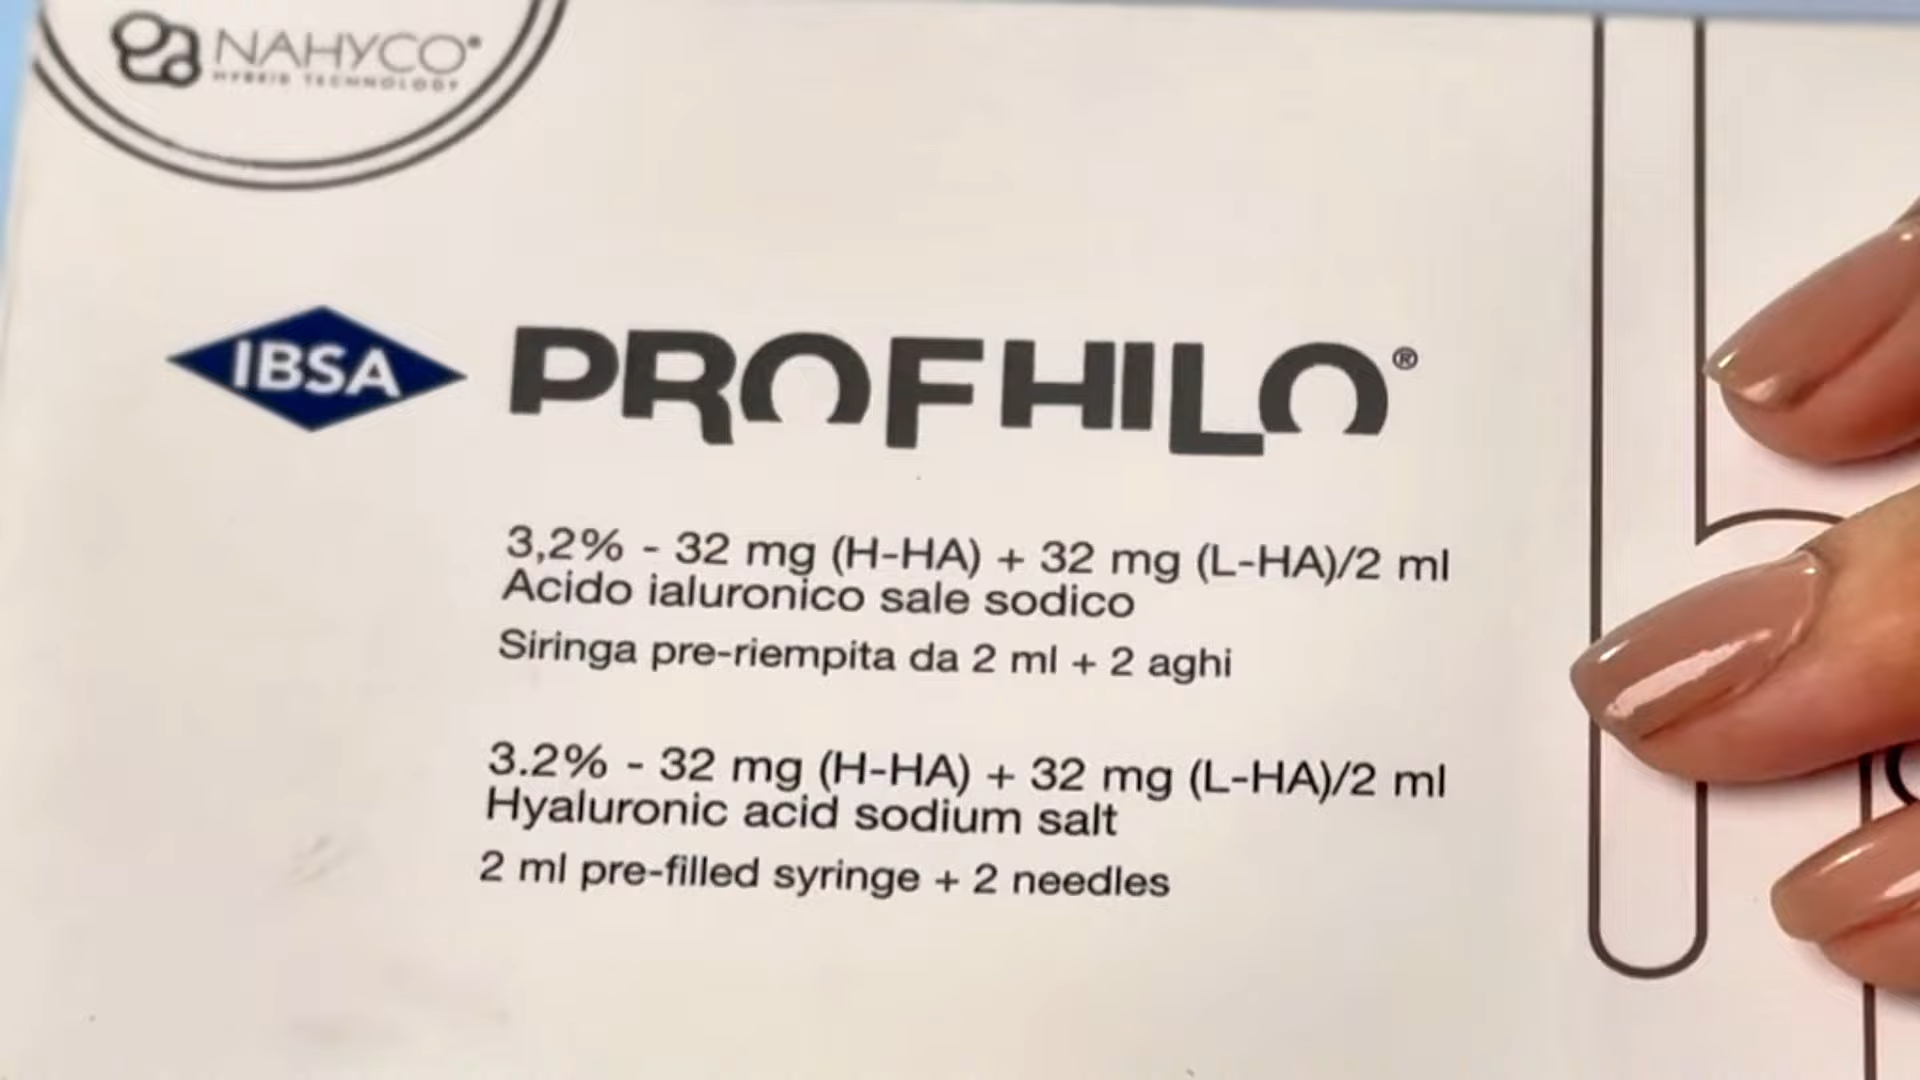 NAHYCO®
HYBRID TECHNOLOGY
IBSA PROFHILO®
3,2% - 32 mg (H-HA) + 32 mg (L-HA)/2 ml
Acido ialuronico sale sodico
Siringa pre-riempita da 2 ml + 2 aghi
3.2% - 32 mg (H-HA) + 32 mg (L-HA)/2 ml
Hyaluronic acid sodium salt
2 ml pre-filled syringe + 2 needles